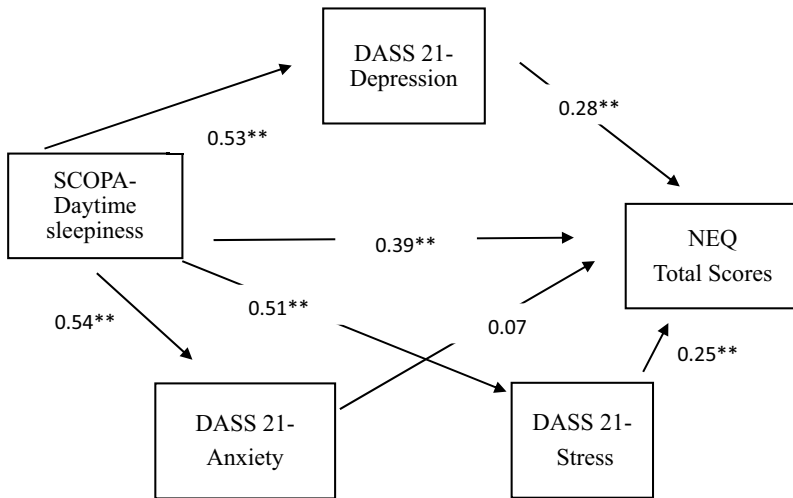 DASS 21-
Depression
0.53**
0.28**
SCOPA-
Daytime
sleepiness
NEQ
Total Scores
0.39**
0.54**
0.51**
0.07
0.25**
DASS 21-
Anxiety
DASS 21-
Stress